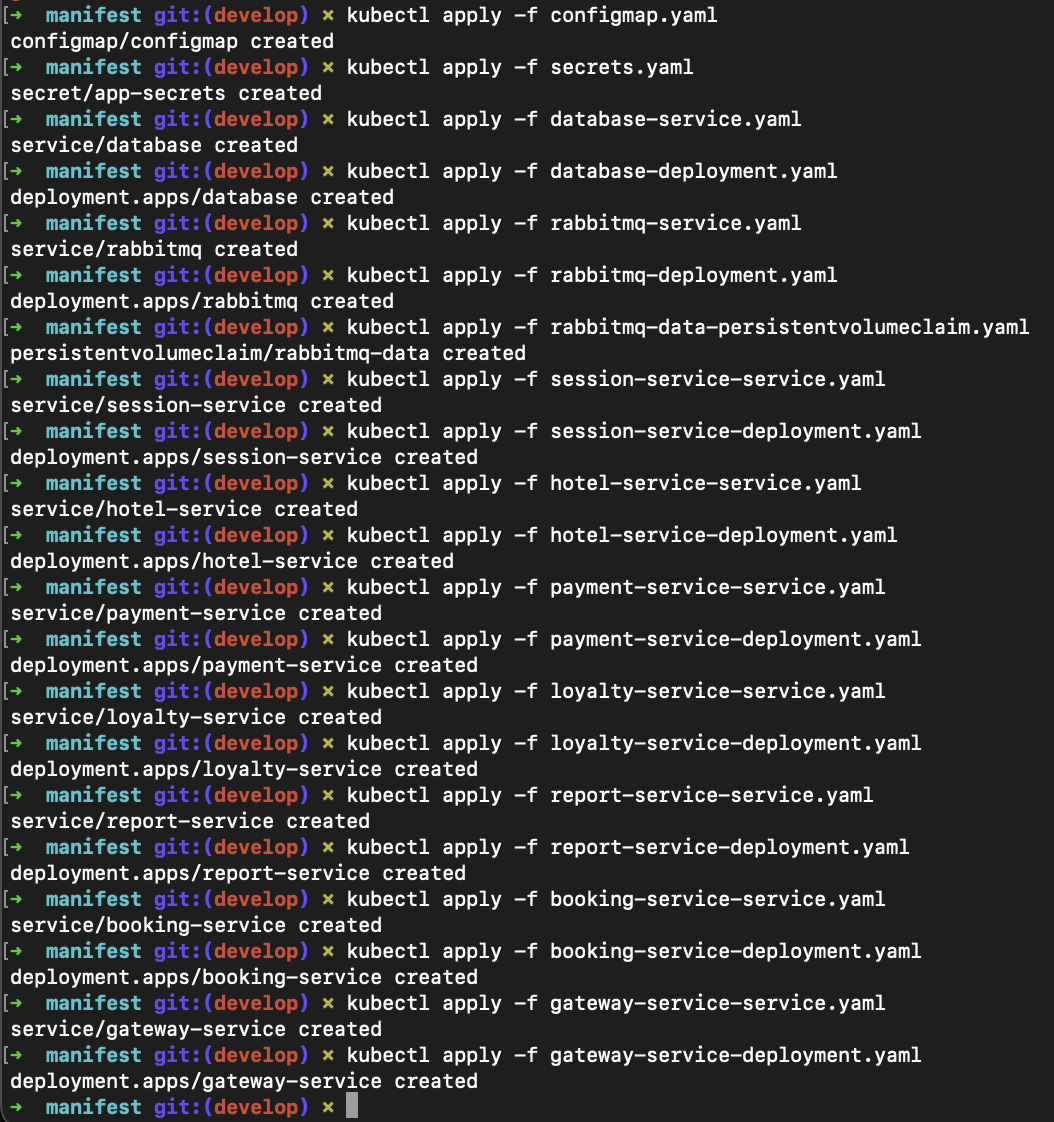 [➜  manifest git:(develop) ✗ kubectl apply -f configmap.yaml
configmap/configmap created
[➜  manifest git:(develop) ✗ kubectl apply -f secrets.yaml
secret/app-secrets created
[➜  manifest git:(develop) ✗ kubectl apply -f database-service.yaml
service/database created
[➜  manifest git:(develop) ✗ kubectl apply -f database-deployment.yaml
deployment.apps/database created
[➜  manifest git:(develop) ✗ kubectl apply -f rabbitmq-service.yaml
service/rabbitmq created
[➜  manifest git:(develop) ✗ kubectl apply -f rabbitmq-deployment.yaml
deployment.apps/rabbitmq created
[➜  manifest git:(develop) ✗ kubectl apply -f rabbitmq-data-persistentvolumeclaim.yaml
persistentvolumeclaim/rabbitmq-data created
[➜  manifest git:(develop) ✗ kubectl apply -f session-service-service.yaml
service/session-service created
[➜  manifest git:(develop) ✗ kubectl apply -f session-service-deployment.yaml
deployment.apps/session-service created
[➜  manifest git:(develop) ✗ kubectl apply -f hotel-service-service.yaml
service/hotel-service created
[➜  manifest git:(develop) ✗ kubectl apply -f hotel-service-deployment.yaml
deployment.apps/hotel-service created
[➜  manifest git:(develop) ✗ kubectl apply -f payment-service-service.yaml
service/payment-service created
[➜  manifest git:(develop) ✗ kubectl apply -f payment-service-deployment.yaml
deployment.apps/payment-service created
[➜  manifest git:(develop) ✗ kubectl apply -f loyalty-service-service.yaml
service/loyalty-service created
[➜  manifest git:(develop) ✗ kubectl apply -f loyalty-service-deployment.yaml
deployment.apps/loyalty-service created
[➜  manifest git:(develop) ✗ kubectl apply -f report-service-service.yaml
service/report-service created
[➜  manifest git:(develop) ✗ kubectl apply -f report-service-deployment.yaml
deployment.apps/report-service created
[➜  manifest git:(develop) ✗ kubectl apply -f booking-service-service.yaml
service/booking-service created
[➜  manifest git:(develop) ✗ kubectl apply -f booking-service-deployment.yaml
deployment.apps/booking-service created
[➜  manifest git:(develop) ✗ kubectl apply -f gateway-service-service.yaml
service/gateway-service created
[➜  manifest git:(develop) ✗ kubectl apply -f gateway-service-deployment.yaml
deployment.apps/gateway-service created
➜  manifest git:(develop) ✗